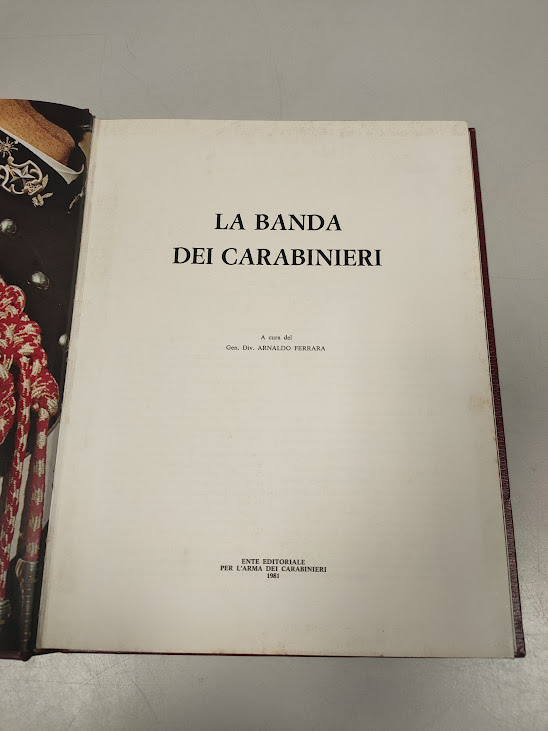 LA BANDA
DEI CARABINIERI
A cura del
Gen. Div. ARNALDO FERRARA
ENTE EDITORIALE
PER L'ARMA DEI CARABINIERI
1981